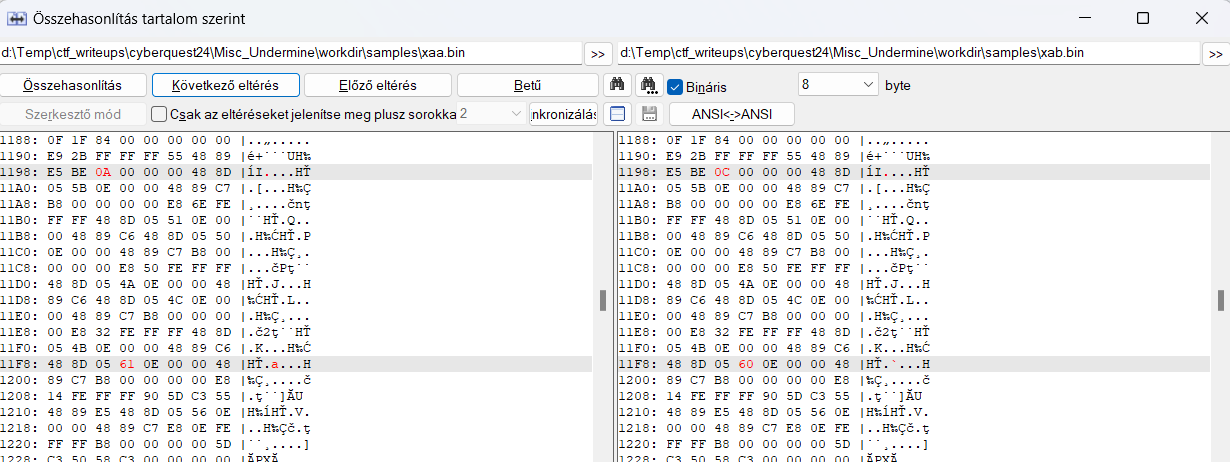 Összehasonlítás tartalom szerint
d:\Temp\ctf_writeups\cyberquest24\Misc_Undermine\workdir\samples\xaa.bin >> d:\Temp\ctf_writeups\cyberquest24\Misc_Undermine\workdir\samples\xab.bin >>
Összehasonlítás Következő eltérés Előző eltérés Betű Bináris 8 byte
Szerkesztő mód Csak az eltéréseket jelenítse meg plusz sorokka 2 nkronizálás ANSI<->ANSI
1188: 0F 1F 84 00 00 00 00 00 |..„..... 1188: 0F 1F 84 00 00 00 00 00 |..„.....
1190: E9 2B FF FF FF 55 48 89 |é+˙˙˙UH‰ 1190: E9 2B FF FF FF 55 48 89 |é+˙˙˙UH‰
1198: E5 BE 0A 00 00 00 48 8D |ĺľ....HŤ 1198: E5 BE 0C 00 00 00 48 8D |ĺľ....HŤ
11A0: 05 5B 0E 00 00 48 89 C7 |.[...H‰Ç 11A0: 05 5B 0E 00 00 48 89 C7 |.[...H‰Ç
11A8: B8 00 00 00 00 E8 6E FE |¸....čnţ 11A8: B8 00 00 00 00 E8 6E FE |¸....čnţ
11B0: FF FF 48 8D 05 51 0E 00 |˙˙HŤ.Q.. 11B0: FF FF 48 8D 05 51 0E 00 |˙˙HŤ.Q..
11B8: 00 48 89 C6 48 8D 05 50 |.H‰ĆHŤ.P 11B8: 00 48 89 C6 48 8D 05 50 |.H‰ĆHŤ.P
11C0: 0E 00 00 48 89 C7 B8 00 |...H‰Ç¸. 11C0: 0E 00 00 48 89 C7 B8 00 |...H‰Ç¸.
11C8: 00 00 00 E8 50 FE FF FF |...čPţ˙˙ 11C8: 00 00 00 E8 50 FE FF FF |...čPţ˙˙
11D0: 48 8D 05 4A 0E 00 00 48 |HŤ.J...H 11D0: 48 8D 05 4A 0E 00 00 48 |HŤ.J...H
11D8: 89 C6 48 8D 05 4C 0E 00 |‰ĆHŤ.L.. 11D8: 89 C6 48 8D 05 4C 0E 00 |‰ĆHŤ.L..
11E0: 00 48 89 C7 B8 00 00 00 |.H‰Ç¸... 11E0: 00 48 89 C7 B8 00 00 00 |.H‰Ç¸...
11E8: 00 E8 32 FE FF FF 48 8D |.č2ţ˙˙HŤ 11E8: 00 E8 32 FE FF FF 48 8D |.č2ţ˙˙HŤ
11F0: 05 4B 0E 00 00 48 89 C6 |.K...H‰Ć 11F0: 05 4B 0E 00 00 48 89 C6 |.K...H‰Ć
11F8: 48 8D 05 61 0E 00 00 48 |HŤ.a...H 11F8: 48 8D 05 60 0E 00 00 48 |HŤ.`...H
1200: 89 C7 B8 00 00 00 00 E8 |‰Ç¸....č 1200: 89 C7 B8 00 00 00 00 E8 |‰Ç¸....č
1208: 14 FE FF FF 90 5D C3 55 |.ţ˙˙.]ĂU 1208: 14 FE FF FF 90 5D C3 55 |.ţ˙˙.]ĂU
1210: 48 89 E5 48 8D 05 56 0E |H‰ĺHŤ.V. 1210: 48 89 E5 48 8D 05 56 0E |H‰ĺHŤ.V.
1218: 00 00 48 89 C7 E8 0E FE |..H‰Çč.ţ 1218: 00 00 48 89 C7 E8 0E FE |..H‰Çč.ţ
1220: FF FF B8 00 00 00 00 5D |˙˙¸....] 1220: FF FF B8 00 00 00 00 5D |˙˙¸....]
1228: C3 50 58 C3 00 00 00 00 |ĂPXĂ 1228: C3 50 58 C3 00 00 00 00 |ĂPXĂ